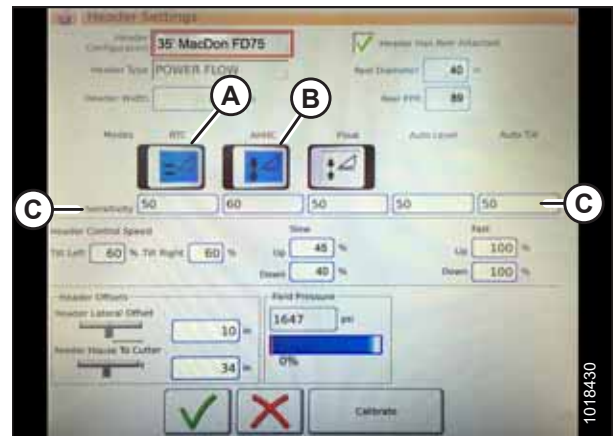 Header Settings
Header Configuration
35' MacDon FD75
Header Has Reel Attached
Header Type
POWER FLOW
Reel Diameter
40
in
Header Width
Reel PPR
89
A
B
Modes
RTC
AHHC
Float
Auto Level
Auto Tilt
C
Sensitivity
50
60
50
50
50
C
Header Control Speed
Slow
Fast
Tilt Left
60 %
Tilt Right
60 %
Up
48 %
Up
100 %
Down
40 %
Down
100 %
Header Offsets
Field Pressure
Header Lateral Offset
10
in
1647
psi
Feeder House To Cutter
34
in
0%
Calibrate
1018430